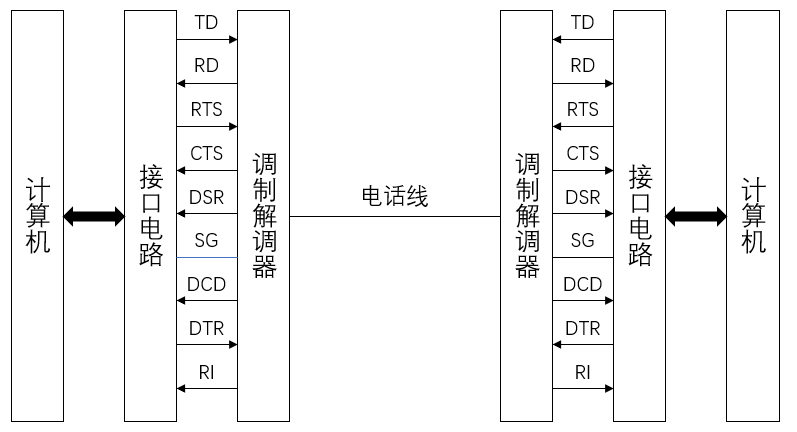 计算机
接口电路
TD
RD
RTS
CTS
DSR
SG
DCD
DTR
RI
调制解调器
电话线
调制解调器
TD
RD
RTS
CTS
DSR
SG
DCD
DTR
RI
接口电路
计算机